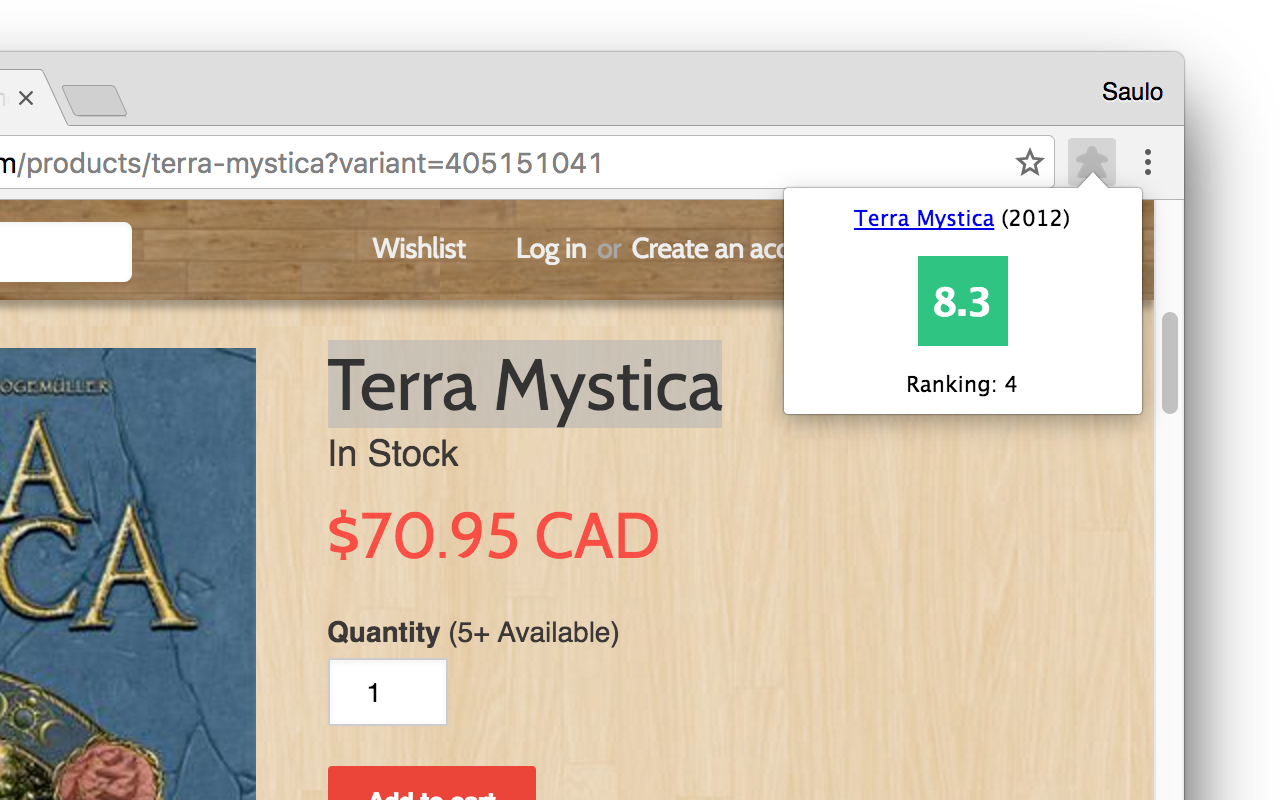 Saulo
m/products/terra-mystica?variant=405151041
Terra Mystica (2012)
8.3
Ranking: 4
Wishlist Log in or Create an acc
OGEMÜLLER
A
CA
Terra Mystica
In Stock
$70.95 CAD
Quantity (5+ Available)
1
Add to cart